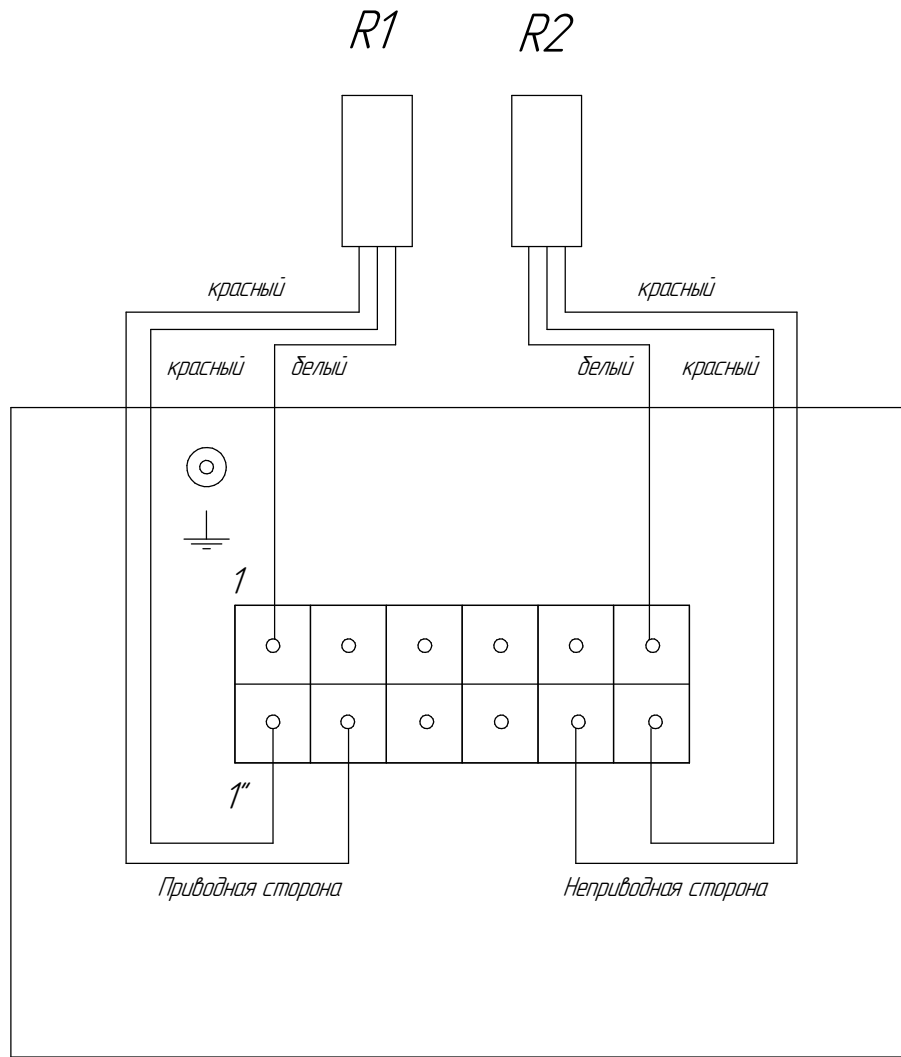 R1 R2
красный красный
красный белый белый красный
1
1"
Приводная сторона Неприводная сторона